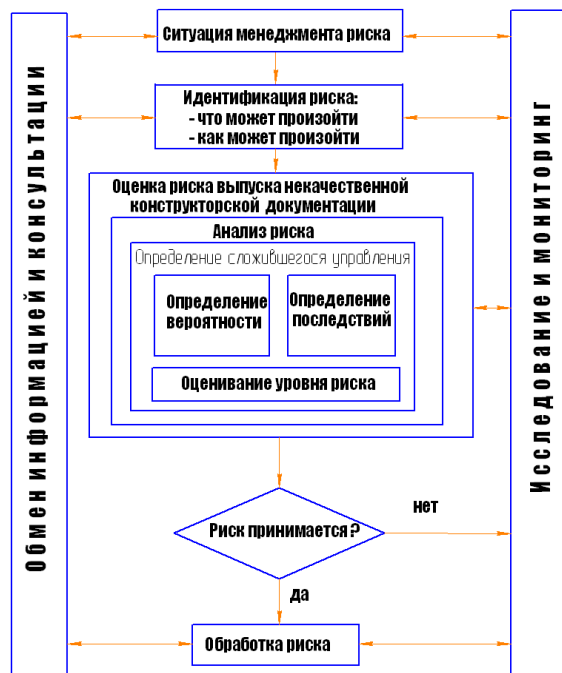 Обмен информацией и консультации
Ситуация менеджмента риска
Идентификация риска:
- что может произойти
- как может произойти
Оценка риска выпуска некачественной
конструкторской документации
Анализ риска
Определение сложившегося управления
Определение
вероятности
Определение
последствий
Оценивание уровня риска
Риск принимается?
нет
да
Обработка риска
Исследование и мониторинг